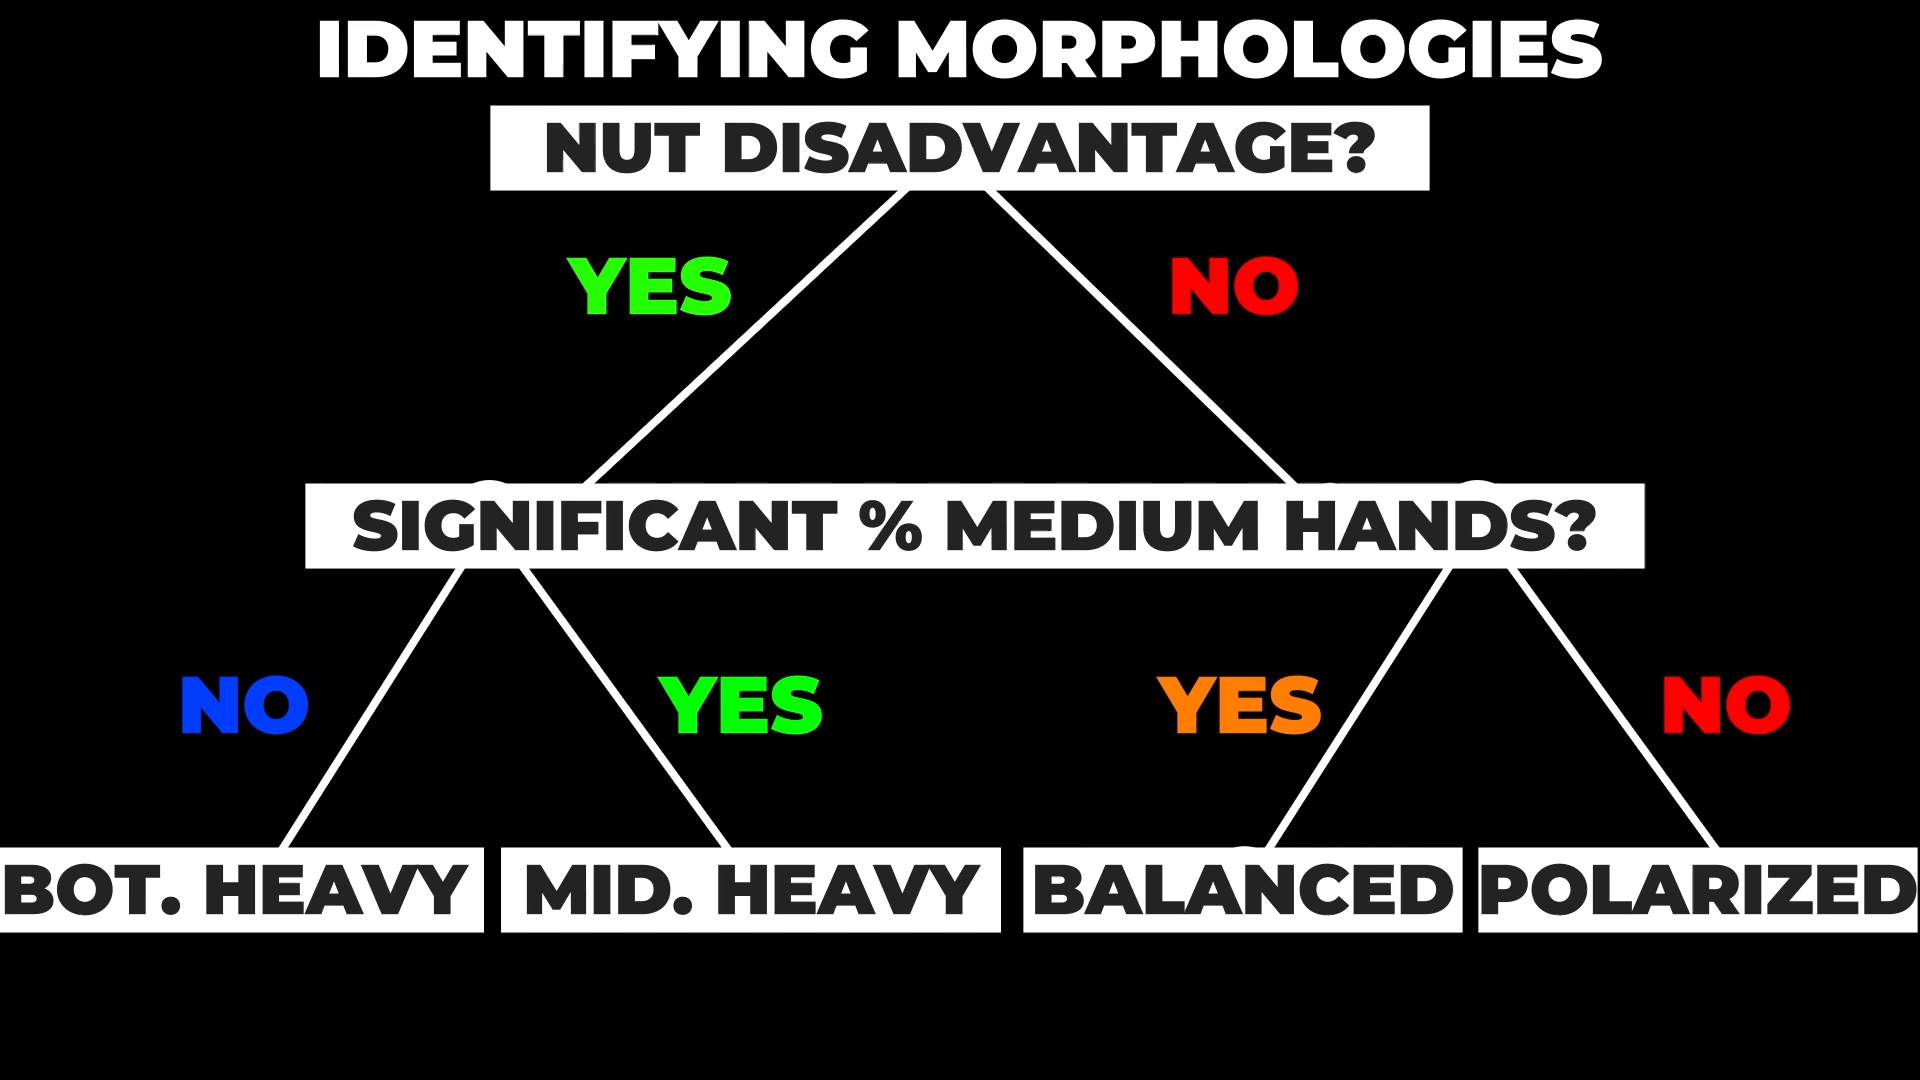 IDENTIFYING MORPHOLOGIES
NUT DISADVANTAGE?
YES
NO
SIGNIFICANT % MEDIUM HANDS?
NO
YES
YES
NO
BOT. HEAVY
MID. HEAVY
BALANCED
POLARIZED